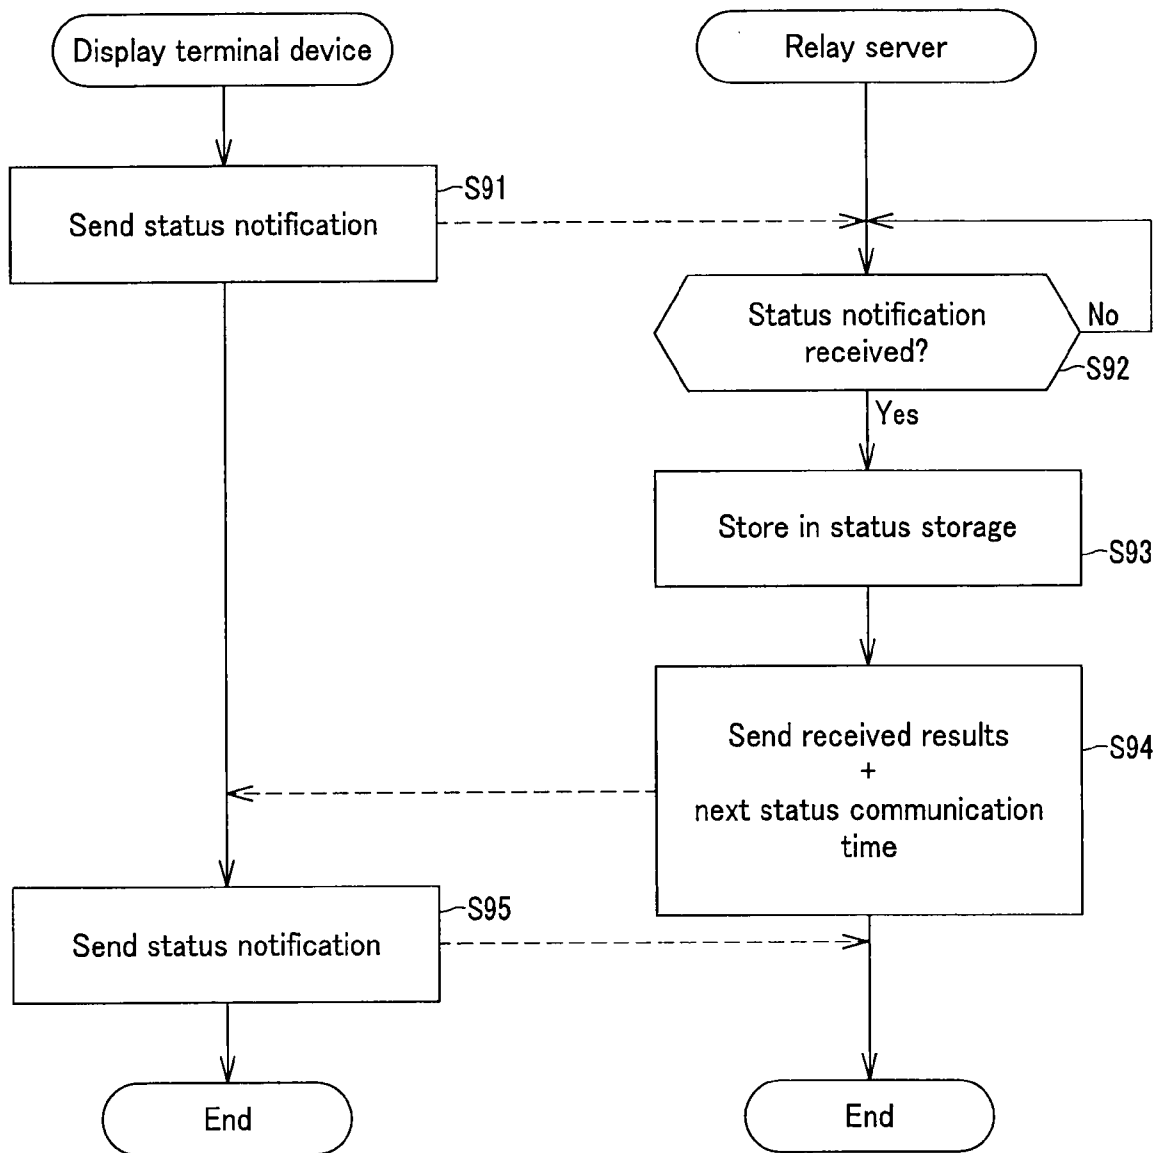 Display terminal device
Relay server
Send status notification
S91
Status notification
received?
No
S92
Yes
Store in status storage
S93
Send received results
+
next status communication
time
S94
Send status notification
S95
End
End